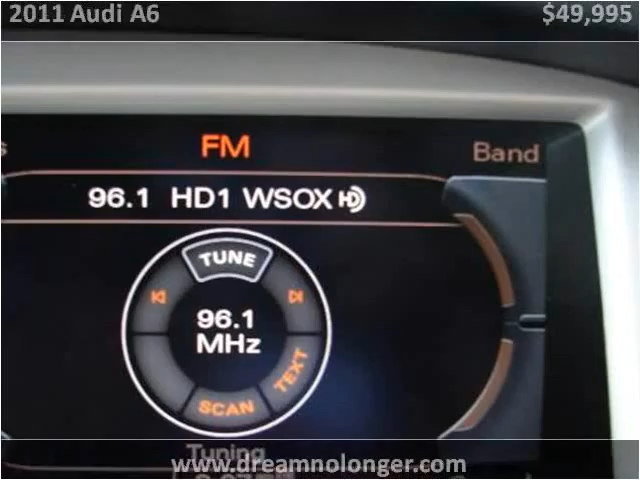 2011 Audi A6 $49,995
FM
Band
96.1 HD1 WSOX HD
TUNE
96.1
MHz
TEXT
SCAN
Tuning
www.dreamnolonger.com